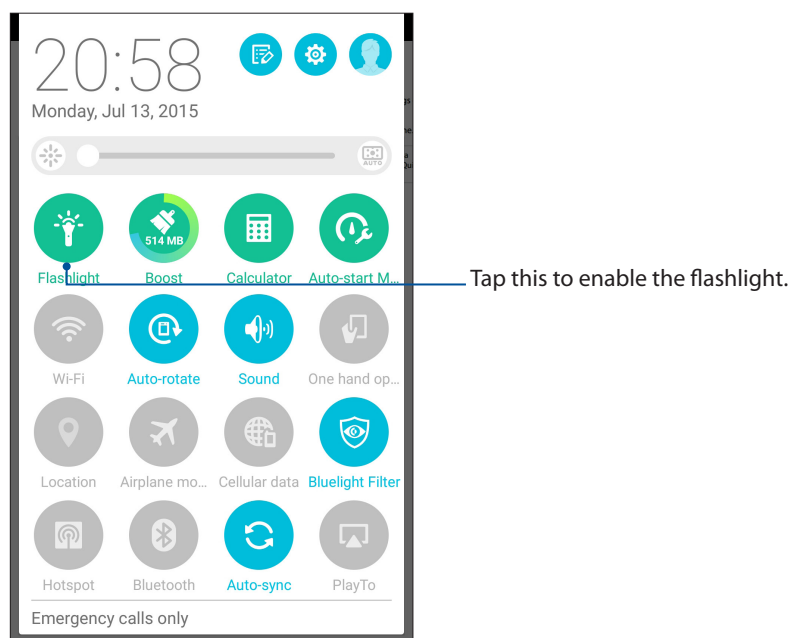 20:58
Monday, Jul 13, 2015
AUTO
514 MB
Flashlight
Boost
Calculator
Auto-start M...
Tap this to enable the flashlight.
Wi-Fi
Auto-rotate
Sound
One hand op...
Location
Airplane mo...
Cellular data
Bluelight Filter
Hotspot
Bluetooth
Auto-sync
PlayTo
Emergency calls only